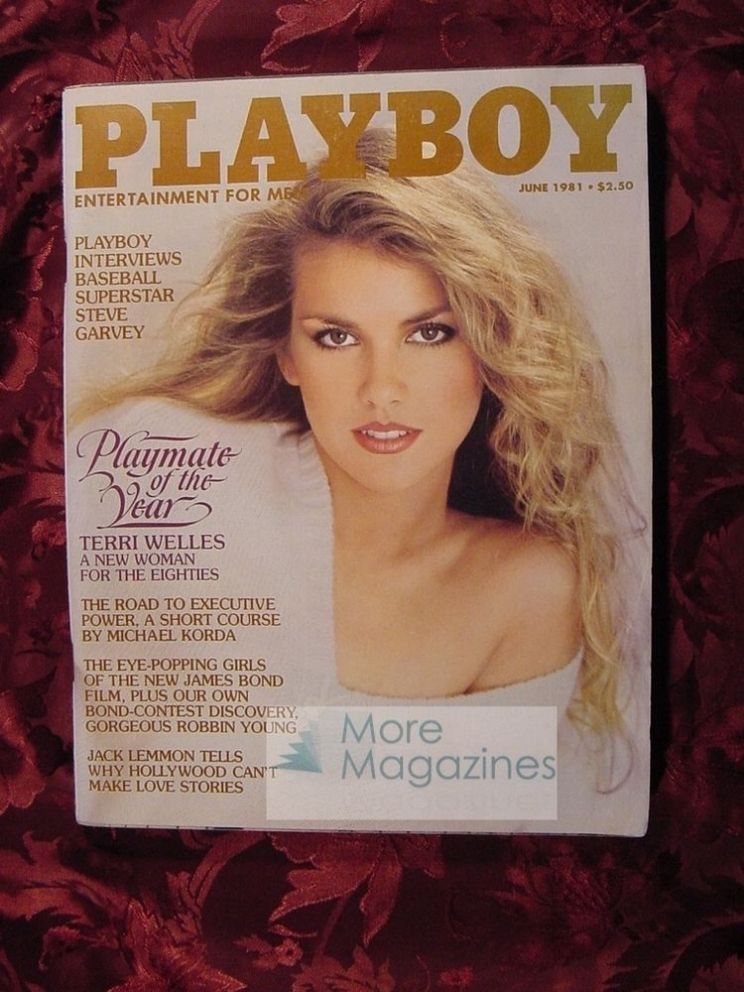 PLAYBOY
ENTERTAINMENT FOR ME
JUNE 1981 • $2.50
PLAYBOY
INTERVIEWS
BASEBALL
SUPERSTAR
STEVE
GARVEY
Playmate
of the
Year
TERRI WELLES
A NEW WOMAN
FOR THE EIGHTIES
THE ROAD TO EXECUTIVE
POWER, A SHORT COURSE
BY MICHAEL KORDA
THE EYE-POPPING GIRLS
OF THE NEW JAMES BOND
FILM, PLUS OUR OWN
BOND-CONTEST DISCOVERY,
GORGEOUS ROBBIN YOUNG
JACK LEMMON TELLS
WHY HOLLYWOOD CAN'T
MAKE LOVE STORIES
More
Magazines